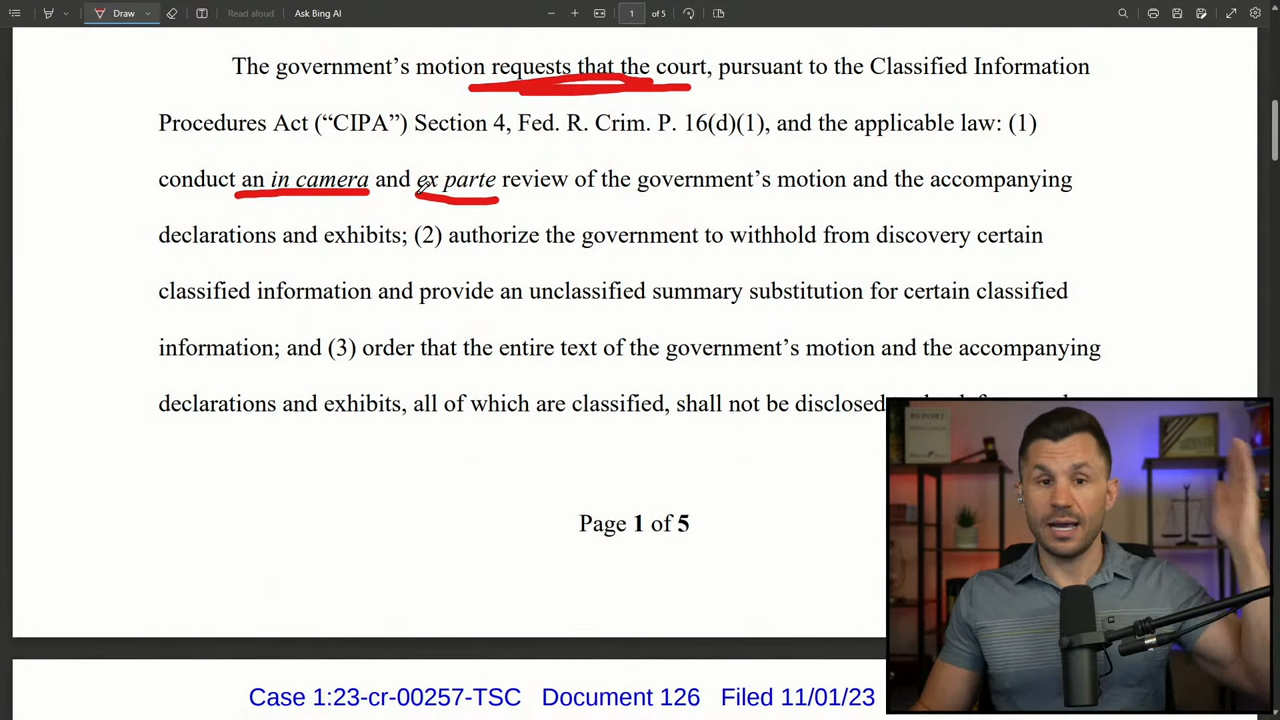 Draw
Read aloud
Ask Bing AI
1 of 5
The government’s motion requests that the court, pursuant to the Classified Information
Procedures Act (“CIPA”) Section 4, Fed. R. Crim. P. 16(d)(1), and the applicable law: (1)
conduct an in camera and ex parte review of the government’s motion and the accompanying
declarations and exhibits; (2) authorize the government to withhold from discovery certain
classified information and provide an unclassified summary substitution for certain classified
information; and (3) order that the entire text of the government’s motion and the accompanying
declarations and exhibits, all of which are classified, shall not be disclosed
Page 1 of 5
REPORT
Case 1:23-cr-00257-TSC Document 126 Filed 11/01/23